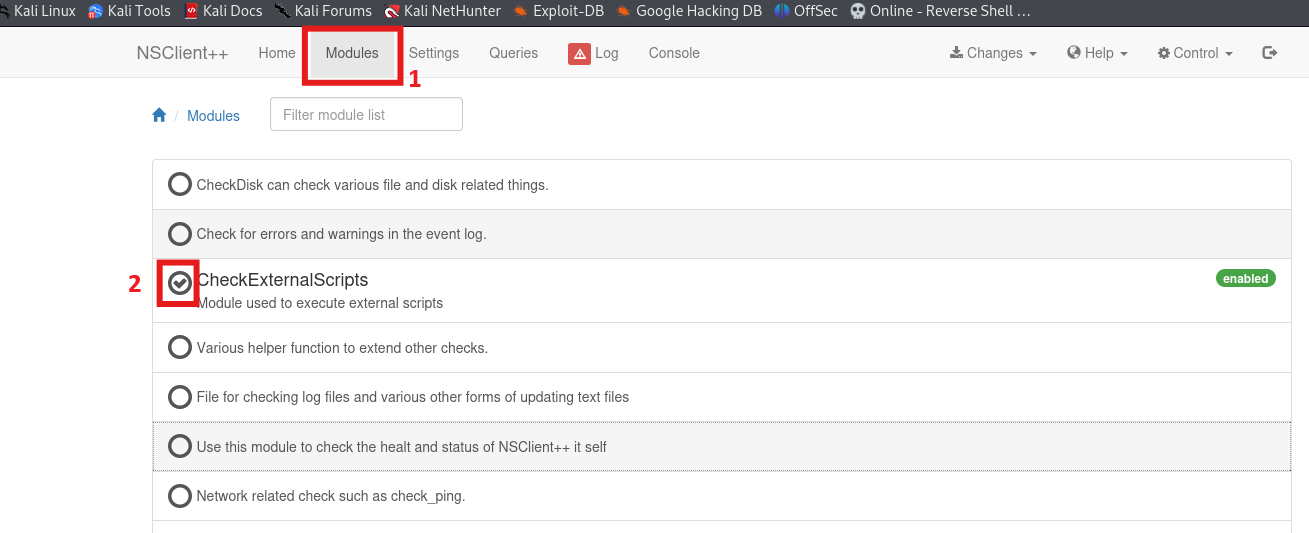 Kali Linux Kali Tools Kali Docs Kali Forums Kali NetHunter Exploit-DB Google Hacking DB OffSec Online - Reverse Shell ...
NSClient++ Home Modules Settings Queries Log Console Changes Help Control
1
/ Modules Filter module list
CheckDisk can check various file and disk related things.
Check for errors and warnings in the event log.
2
CheckExternalScripts enabled
Module used to execute external scripts
Various helper function to extend other checks.
File for checking log files and various other forms of updating text files
Use this module to check the healt and status of NSClient++ it self
Network related check such as check_ping.